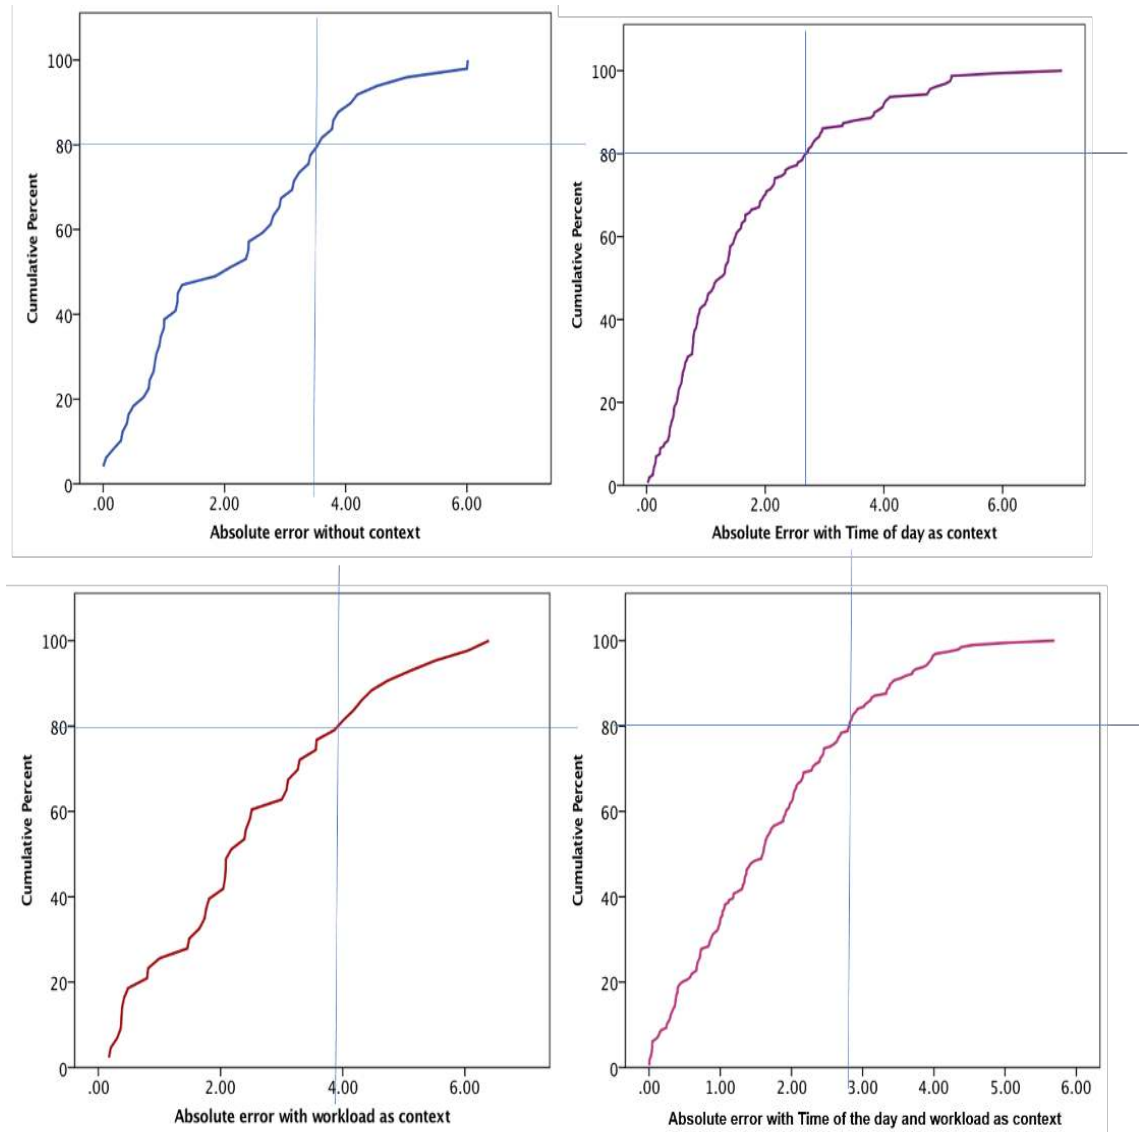 100
80
60
40
20
0
Cumulative Percent
.00 2.00 4.00 6.00
Absolute error without context
100
80
60
40
20
0
Cumulative Percent
.00 2.00 4.00 6.00
Absolute Error with Time of day as context
100
80
60
40
20
0
Cumulative Percent
.00 2.00 4.00 6.00
Absolute error with workload as context
100
80
60
40
20
0
Cumulative Percent
.00 1.00 2.00 3.00 4.00 5.00 6.00
Absolute error with Time of the day and workload as context